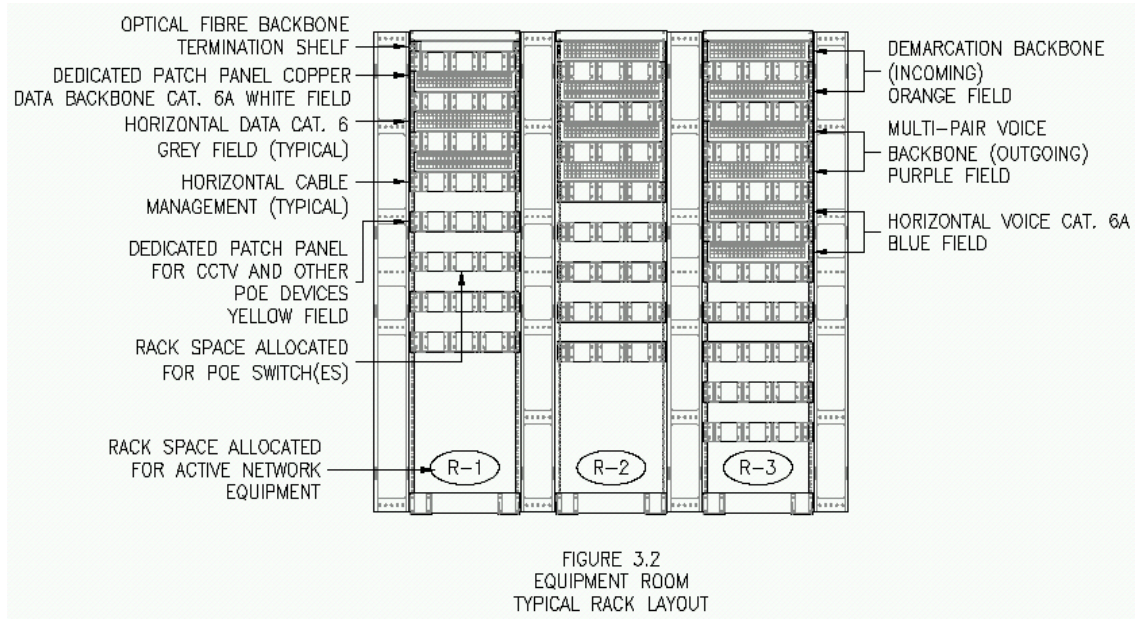 OPTICAL FIBRE BACKBONE
TERMINATION SHELF
DEDICATED PATCH PANEL COPPER
DATA BACKBONE CAT. 6A WHITE FIELD
HORIZONTAL DATA CAT. 6
GREY FIELD (TYPICAL)
HORIZONTAL CABLE
MANAGEMENT (TYPICAL)
DEDICATED PATCH PANEL
FOR CCTV AND OTHER
POE DEVICES
YELLOW FIELD
RACK SPACE ALLOCATED
FOR POE SWITCH(ES)
RACK SPACE ALLOCATED
FOR ACTIVE NETWORK
EQUIPMENT
R-1
R-2
R-3
DEMARCATION BACKBONE
(INCOMING)
ORANGE FIELD
MULTI-PAIR VOICE
BACKBONE (OUTGOING)
PURPLE FIELD
HORIZONTAL VOICE CAT. 6A
BLUE FIELD
FIGURE 3.2
EQUIPMENT ROOM
TYPICAL RACK LAYOUT